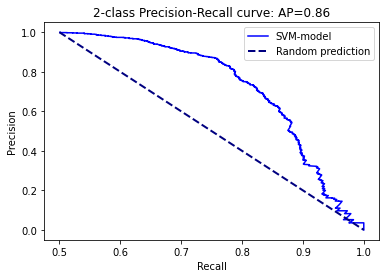 2-class Precision-Recall curve: AP=0.86
SVM-model
Random prediction
Precision
1.0
0.8
0.6
0.4
0.2
0.0
0.5
0.6
0.7
0.8
0.9
1.0
Recall